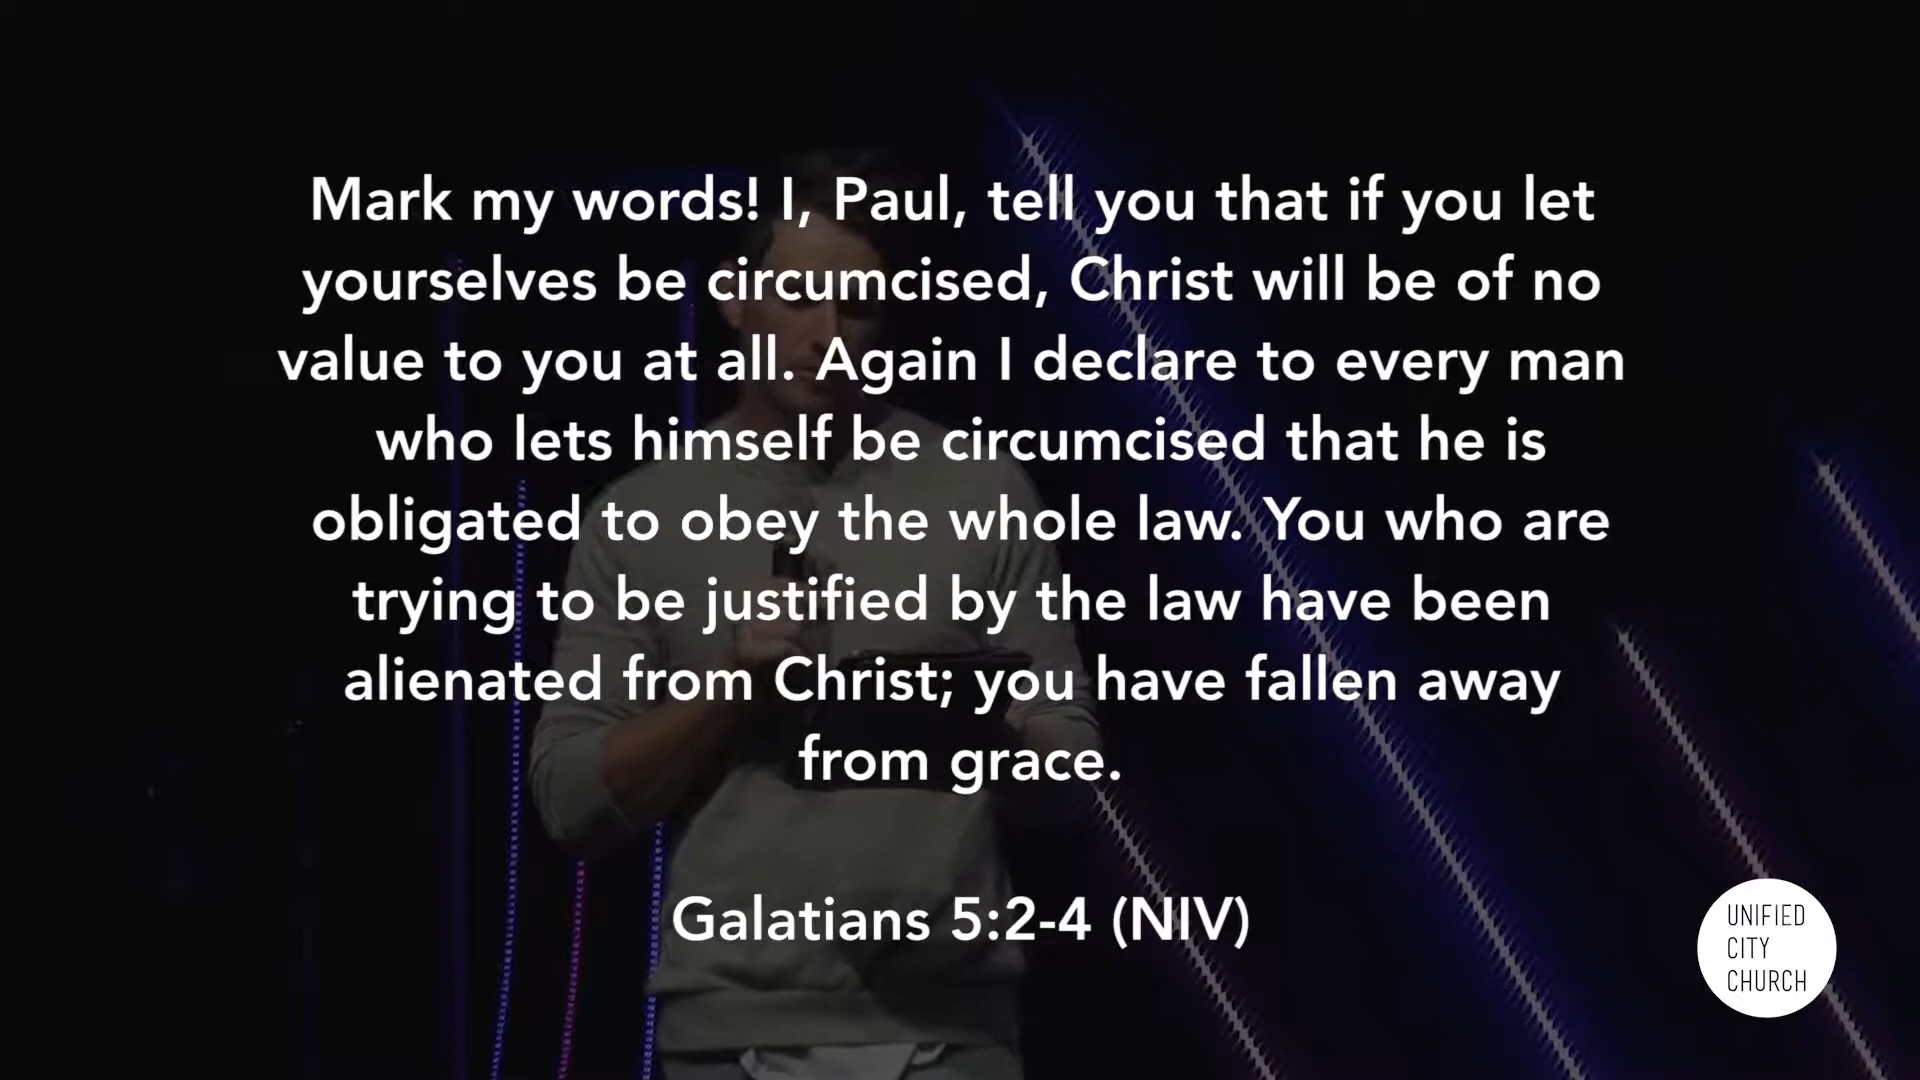 Mark my words! I, Paul, tell you that if you let
yourselves be circumcised, Christ will be of no
value to you at all. Again I declare to every man
who lets himself be circumcised that he is
obligated to obey the whole law. You who are
trying to be justified by the law have been
alienated from Christ; you have fallen away
from grace.
Galatians 5:2-4 (NIV)
UNIFIED
CITY
CHURCH